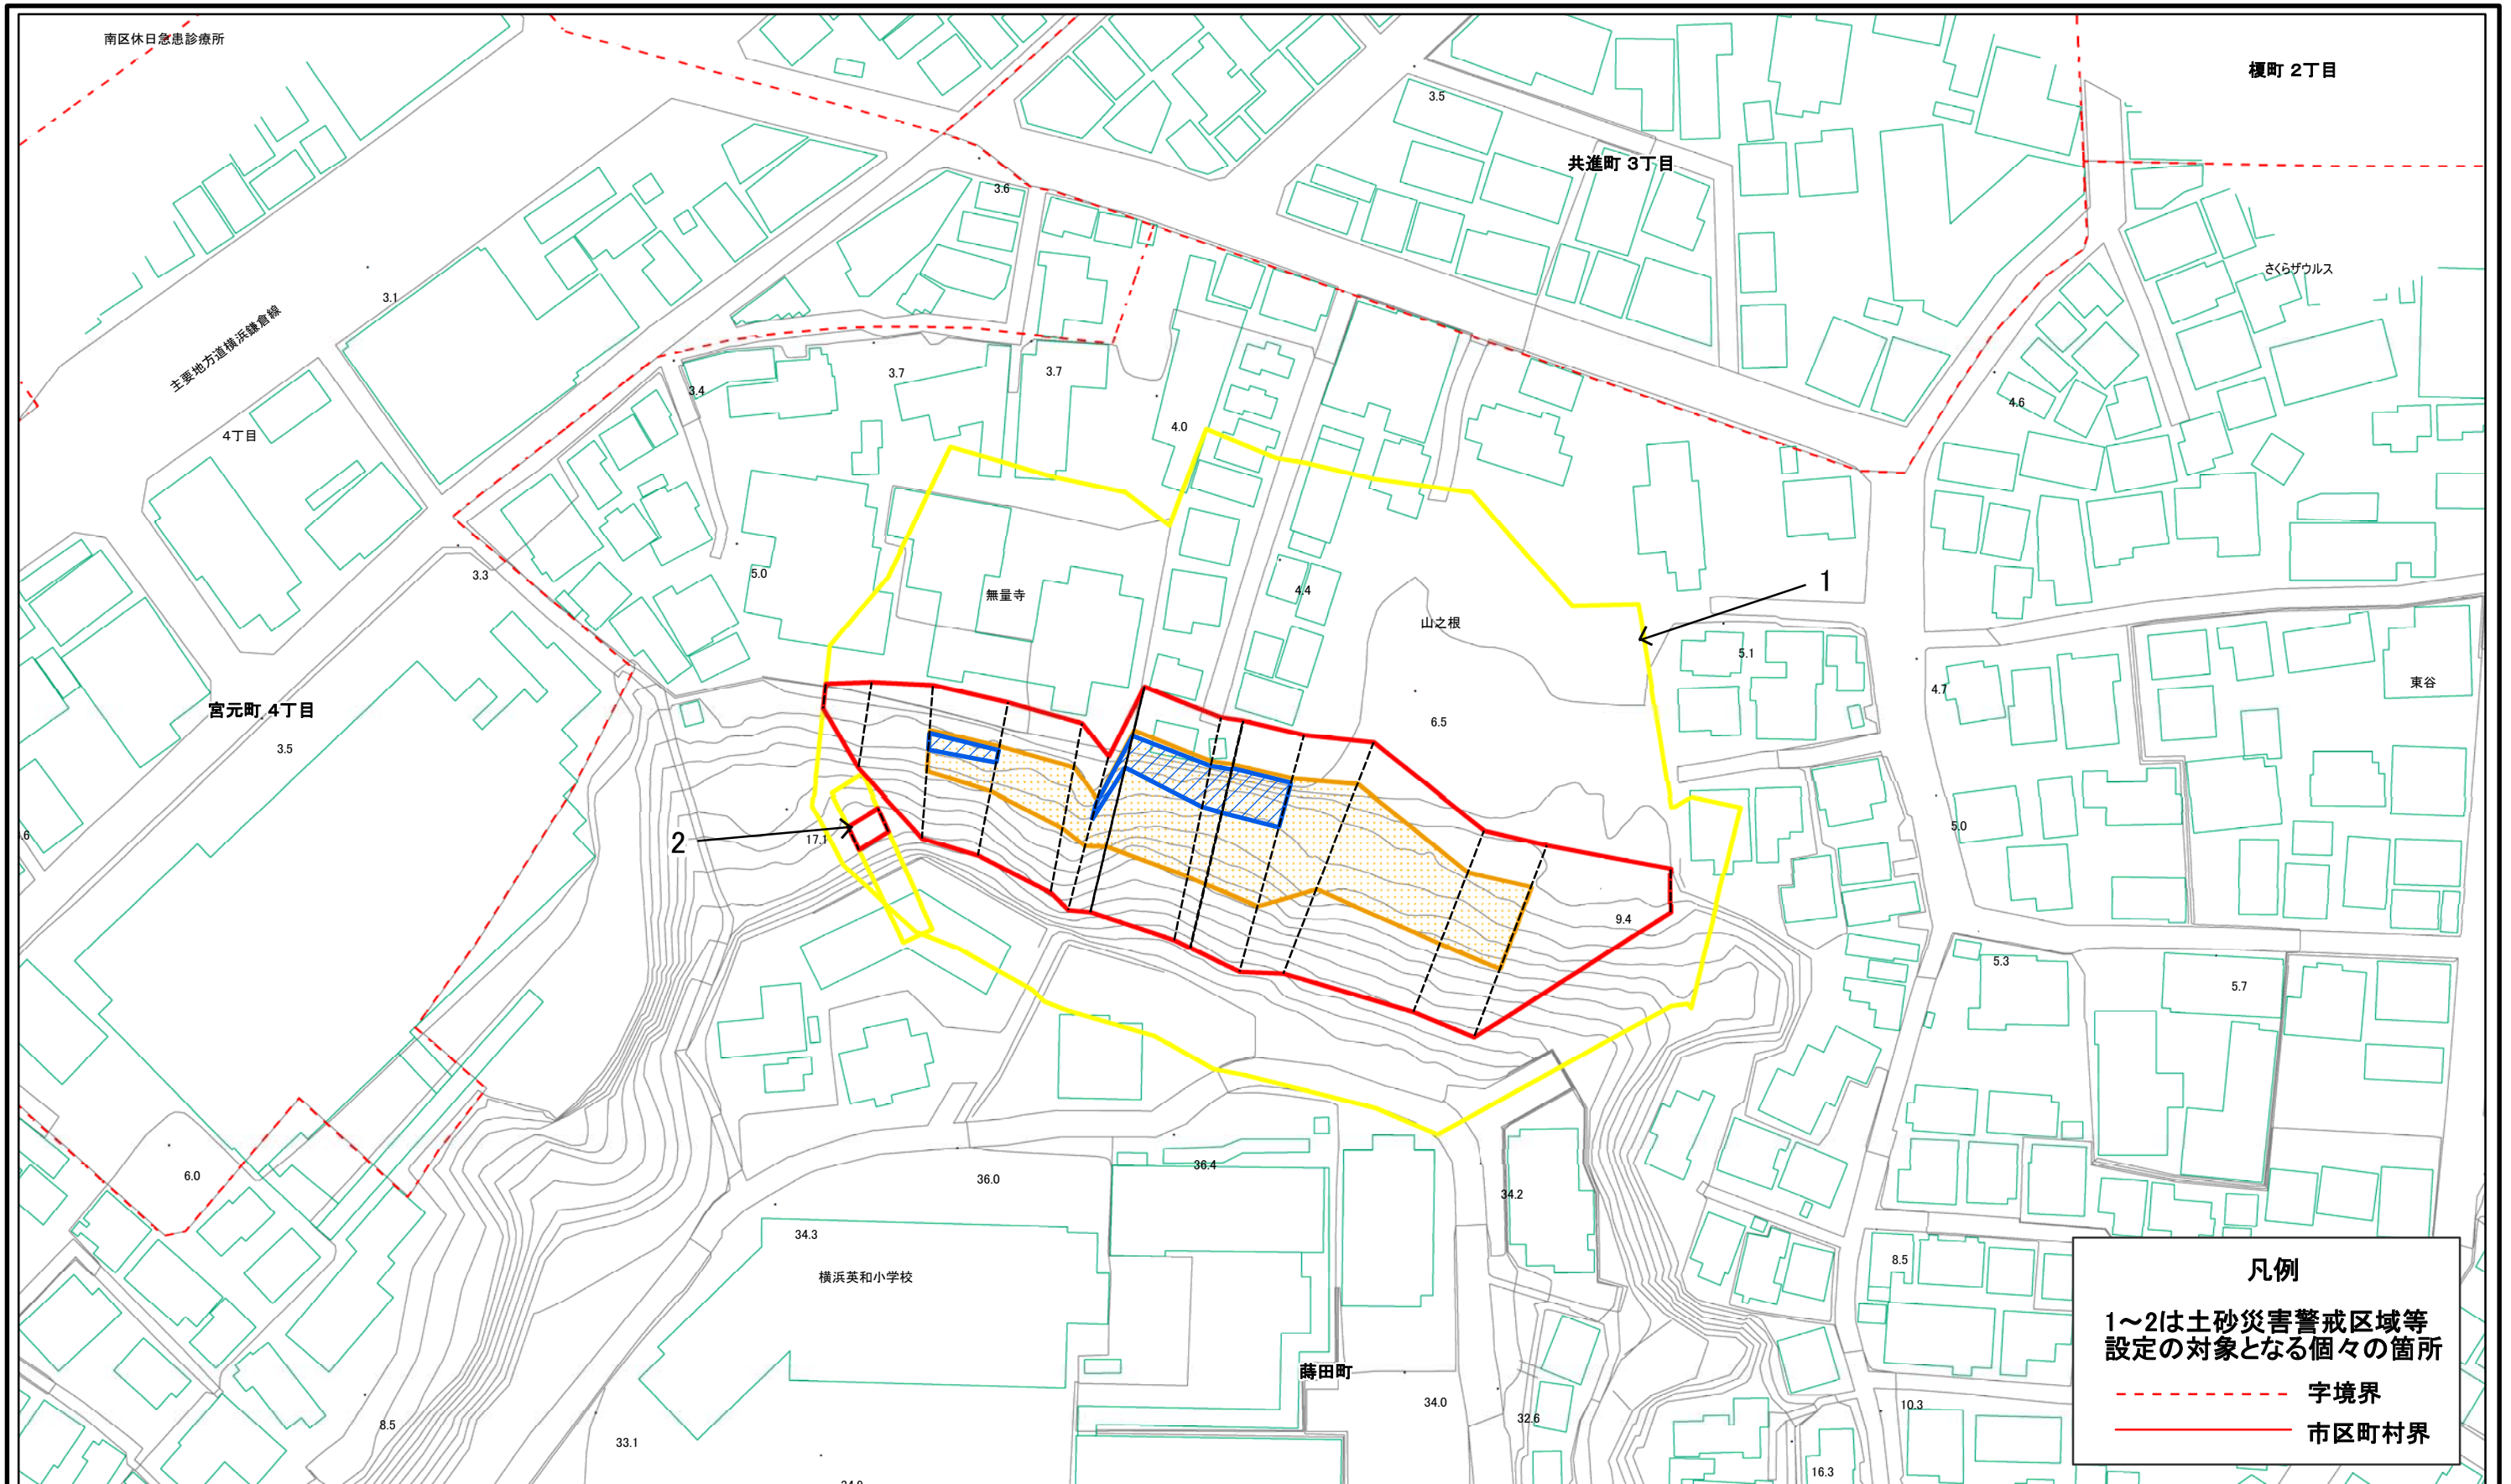 南区休日急患診療所
榎町 2丁目
3.5
共進町 3丁目
3.6
さくらザウルス
3.1
主要地方道横浜鎌倉線
3.7
3.7
3.4
4.6
4.0
4丁目
3.3
5.0
無量寺
4.4
1
山之根
5.1
東谷
4.7
宮元町 4丁目
3.5
6.5
5.0
2
17.1
9.4
5.3
5.7
6.0
36.0
36.4
34.2
34.3
横浜英和小学校
8.5
凡例
1～2は土砂災害警戒区域等
設定の対象となる個々の箇所
字境界
市区町村界
蒔田町
34.0
32.6
10.3
8.5
33.1
16.3